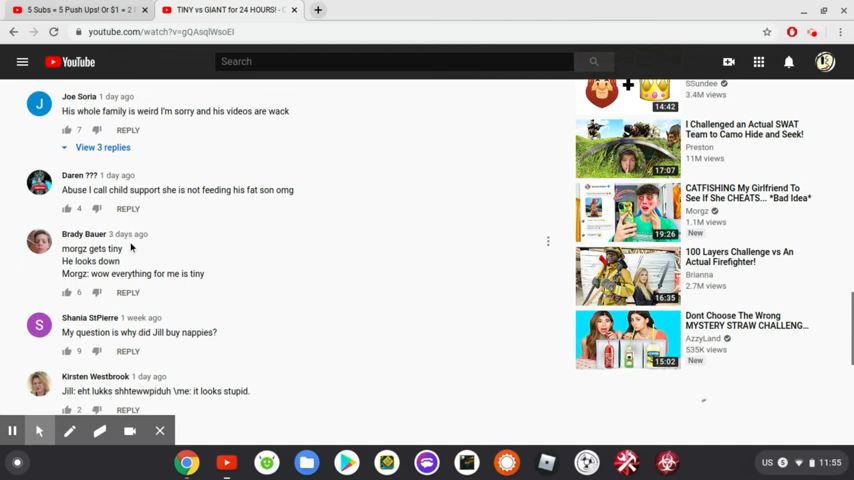 5 Subs = 5 Push Ups! Or $1 = 2
TINY vs GIANT for 24 HOURS! -
youtube.com/watch?v=gQAsqlWsoEI
YouTube
Search
Joe Soria 1 day ago
His whole family is weird I'm sorry and his videos are wack
7 REPLY
View 3 replies
Daren ??? 1 day ago
Abuse I call child support she is not feeding his fat son omg
4 REPLY
Brady Bauer 3 days ago
morgz gets tiny
He looks down
Morgz: wow everything for me is tiny
6 REPLY
Shania StPierre 1 week ago
My question is why did Jill buy nappies?
9 REPLY
Kirsten Westbrook 1 day ago
Jill: eht lukks shhtewwpiduh \me: it looks stupid.
2 REPLY
SSundee
3.4M views
14:42
I Challenged an Actual SWAT
Team to Camo Hide and Seek!
Preston
11M views
17:07
CATFISHING My Girlfriend To
See If She CHEATS... *Bad Idea*
Morgz
1.1M views
New
19:26
100 Layers Challenge vs An
Actual Firefighter!
Brianna
2.7M views
16:35
Dont Choose The Wrong
MYSTERY STRAW CHALLENG...
AzzyLand
535K views
New
15:02
US 5 11:55